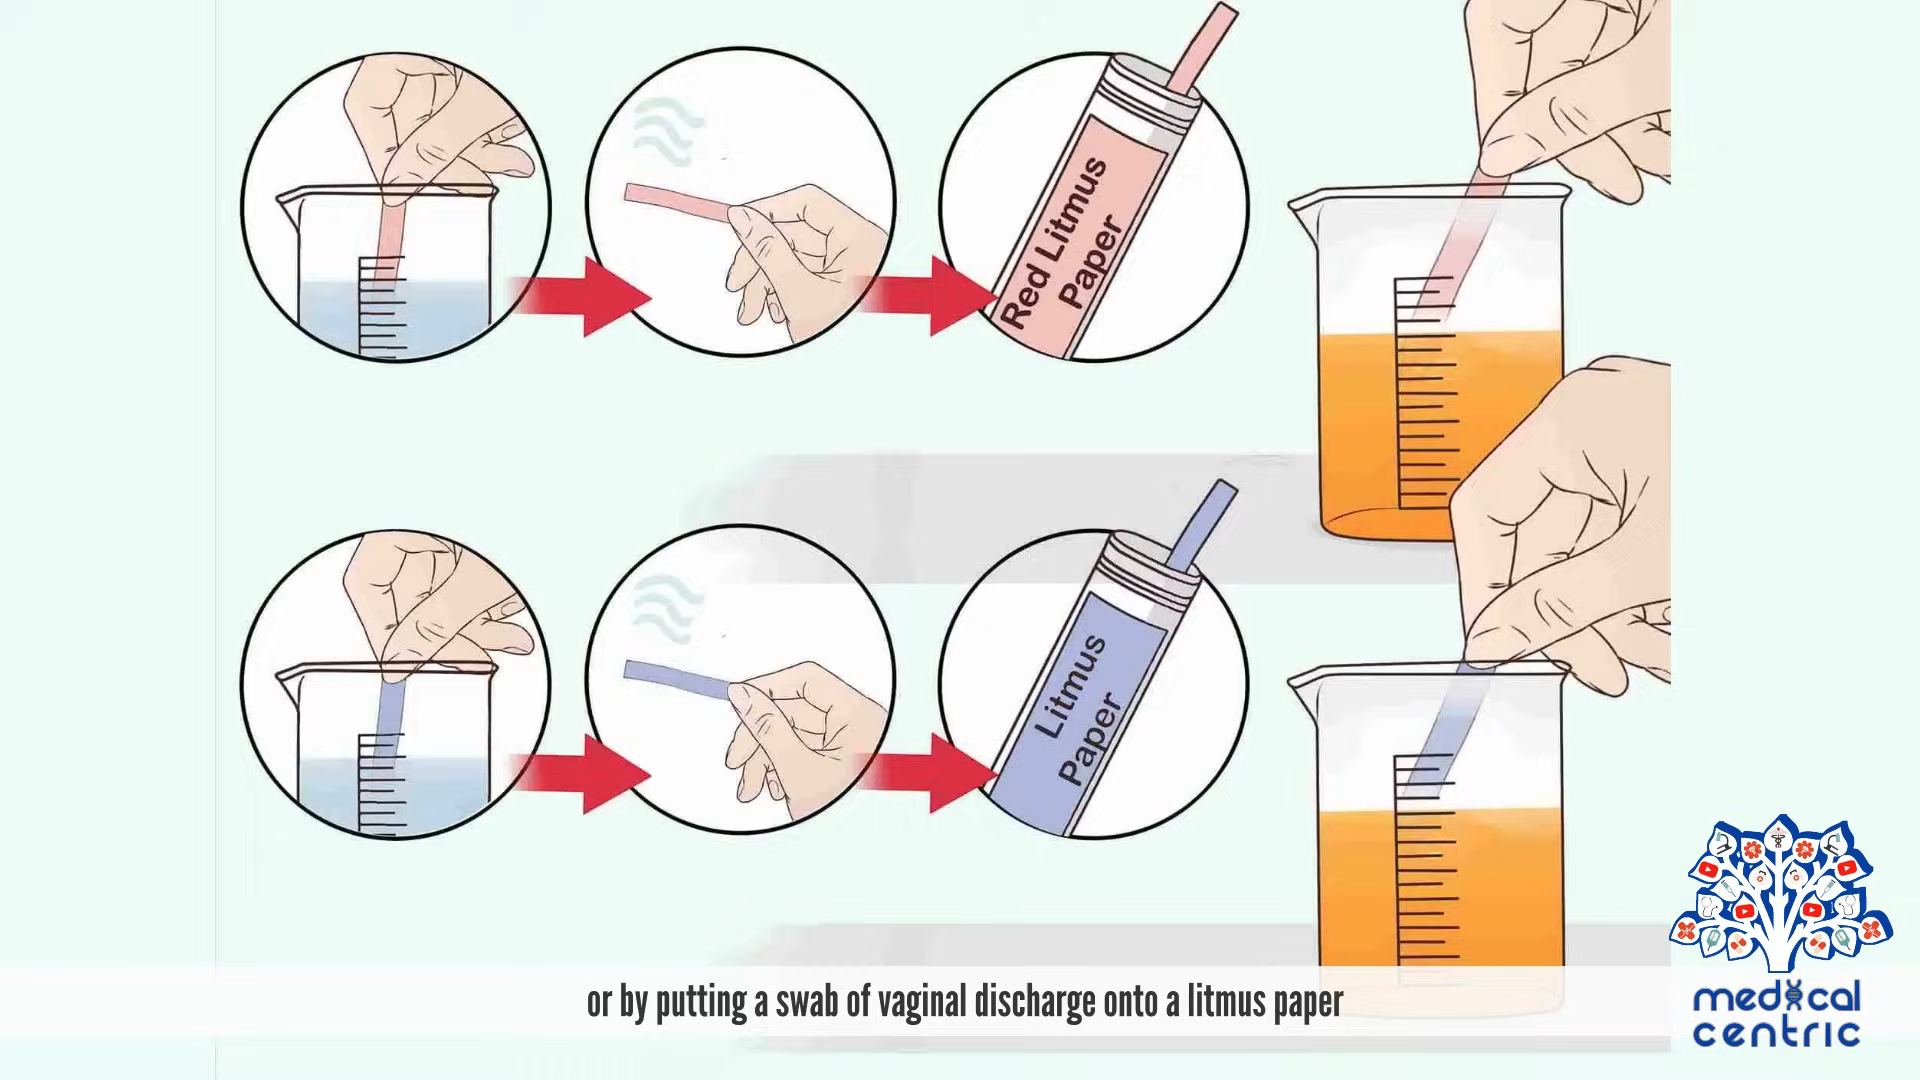 Red Litmus
Paper
Litmus
Paper
or by putting a swab of vaginal discharge onto a litmus paper
medical
centric